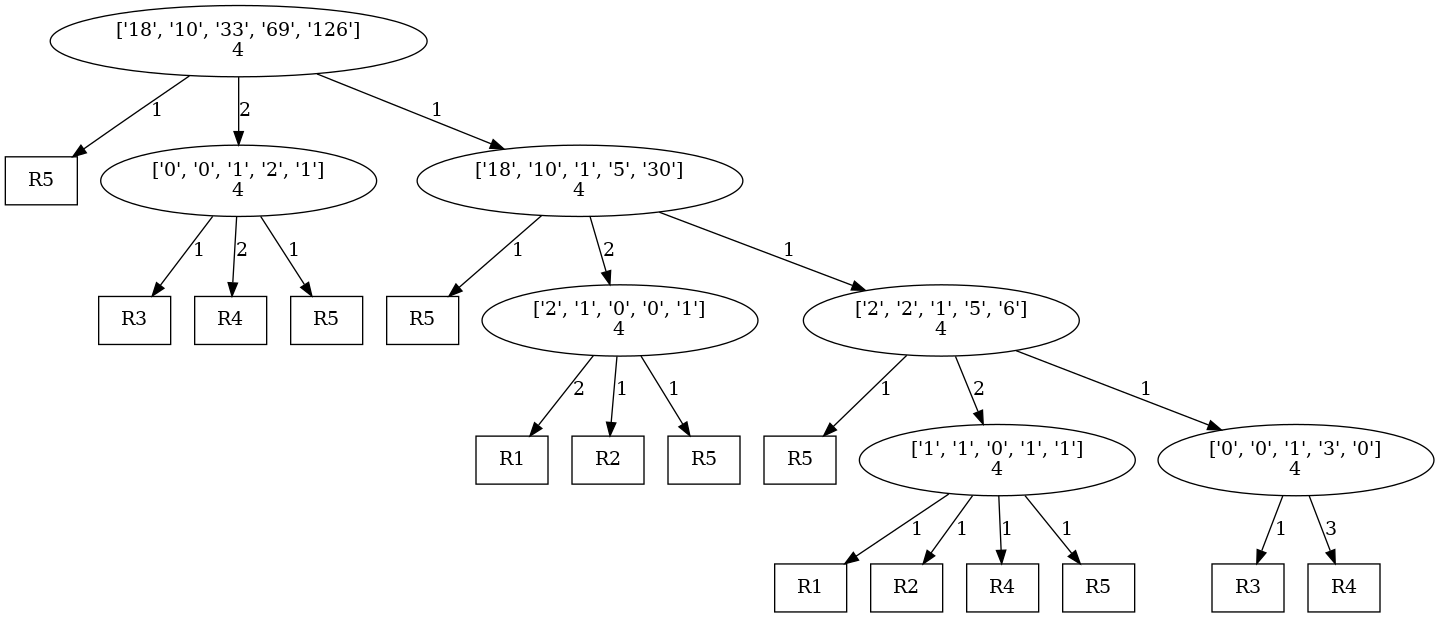 ['18', '10', '33', '69', '126']
4
1
2
1
R5
['0', '0', '1', '2', '1']
4
['18', '10', '1', '5', '30']
4
1
2
1
1
2
1
R3
R4
R5
R5
['2', '1', '0', '0', '1']
4
['2', '2', '1', '5', '6']
4
2
1
1
1
2
1
R1
R2
R5
R5
['1', '1', '0', '1', '1']
4
['0', '0', '1', '3', '0']
4
1
1
1
1
1
3
R1
R2
R4
R5
R3
R4